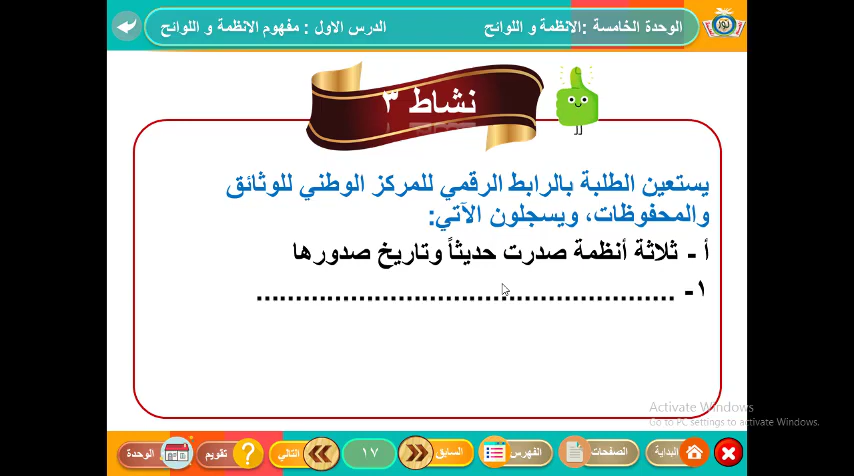 الوحدة الخامسة :الانظمة و اللوائح
الدرس الاول : مفهوم الانظمة و اللوائح
نور
نشاط ٣
يستعين الطلبة بالرابط الرقمي للمركز الوطني للوثائق
والمحفوظات، ويسجلون الآتي:
أ - ثلاثة أنظمة صدرت حديثاً وتاريخ صدورها
١- ......................................................
Activate Windows
Go to PC settings to activate Windows.
البداية
الصفحات
الفهرس
السابق
١٧
التالي
تقويم
الوحدة